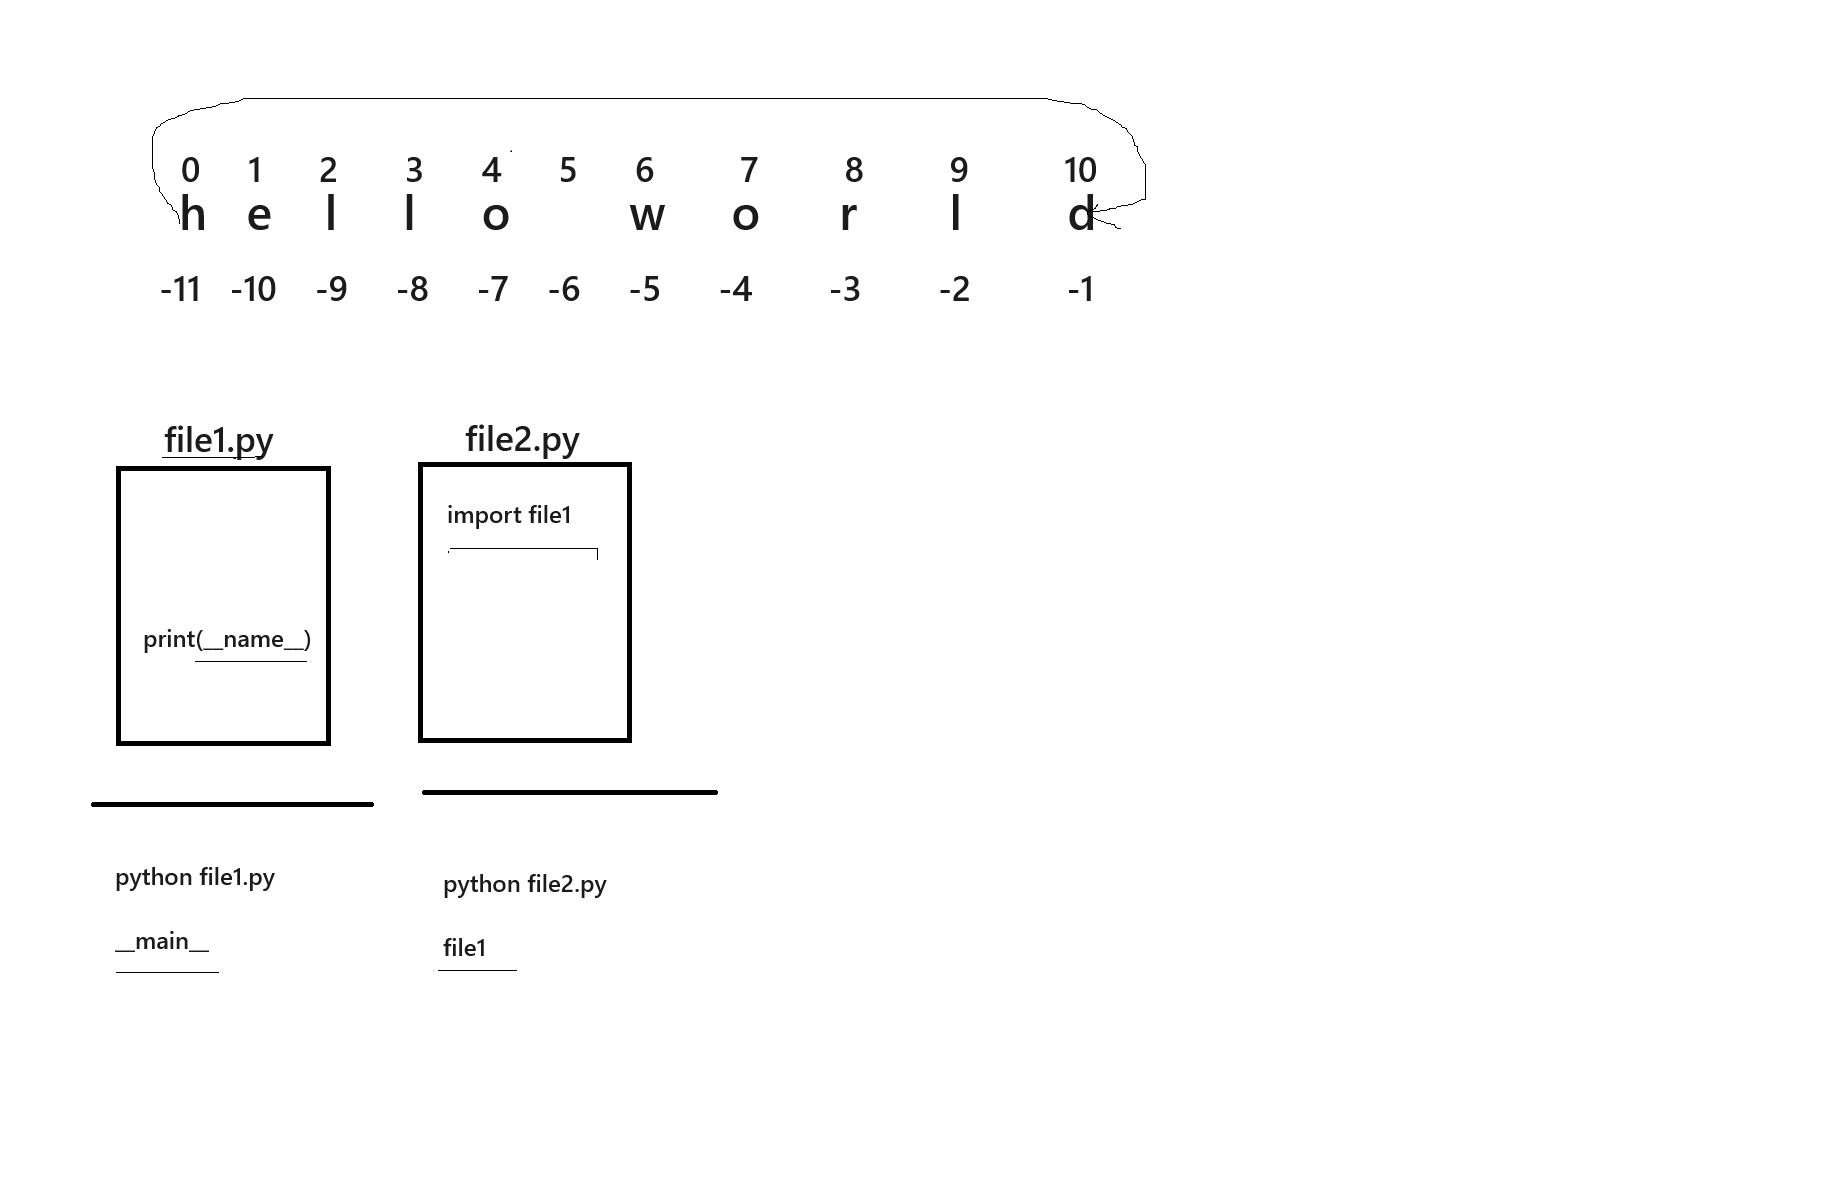 0 1 2 3 4 5 6 7 8 9 10
h e l l o w o r l d
-11 -10 -9 -8 -7 -6 -5 -4 -3 -2 -1
file1.py
print(__name__)
python file1.py
__main__
file2.py
import file1
python file2.py
file1